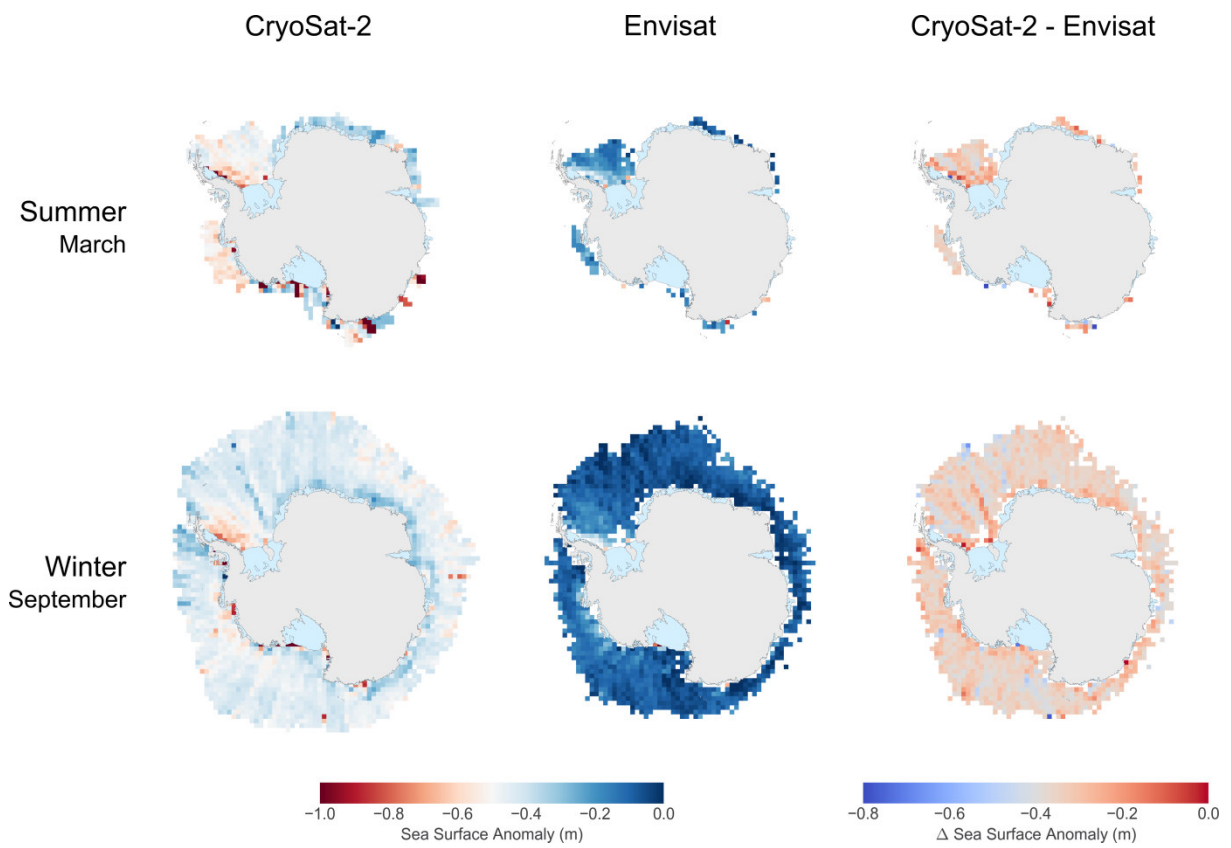 CryoSat-2
Envisat
CryoSat-2 - Envisat
Summer
March
Winter
September
−1.0
−0.8
−0.6
−0.4
−0.2
0.0
Sea Surface Anomaly (m)
−0.8
−0.6
−0.4
−0.2
0.0
Δ Sea Surface Anomaly (m)